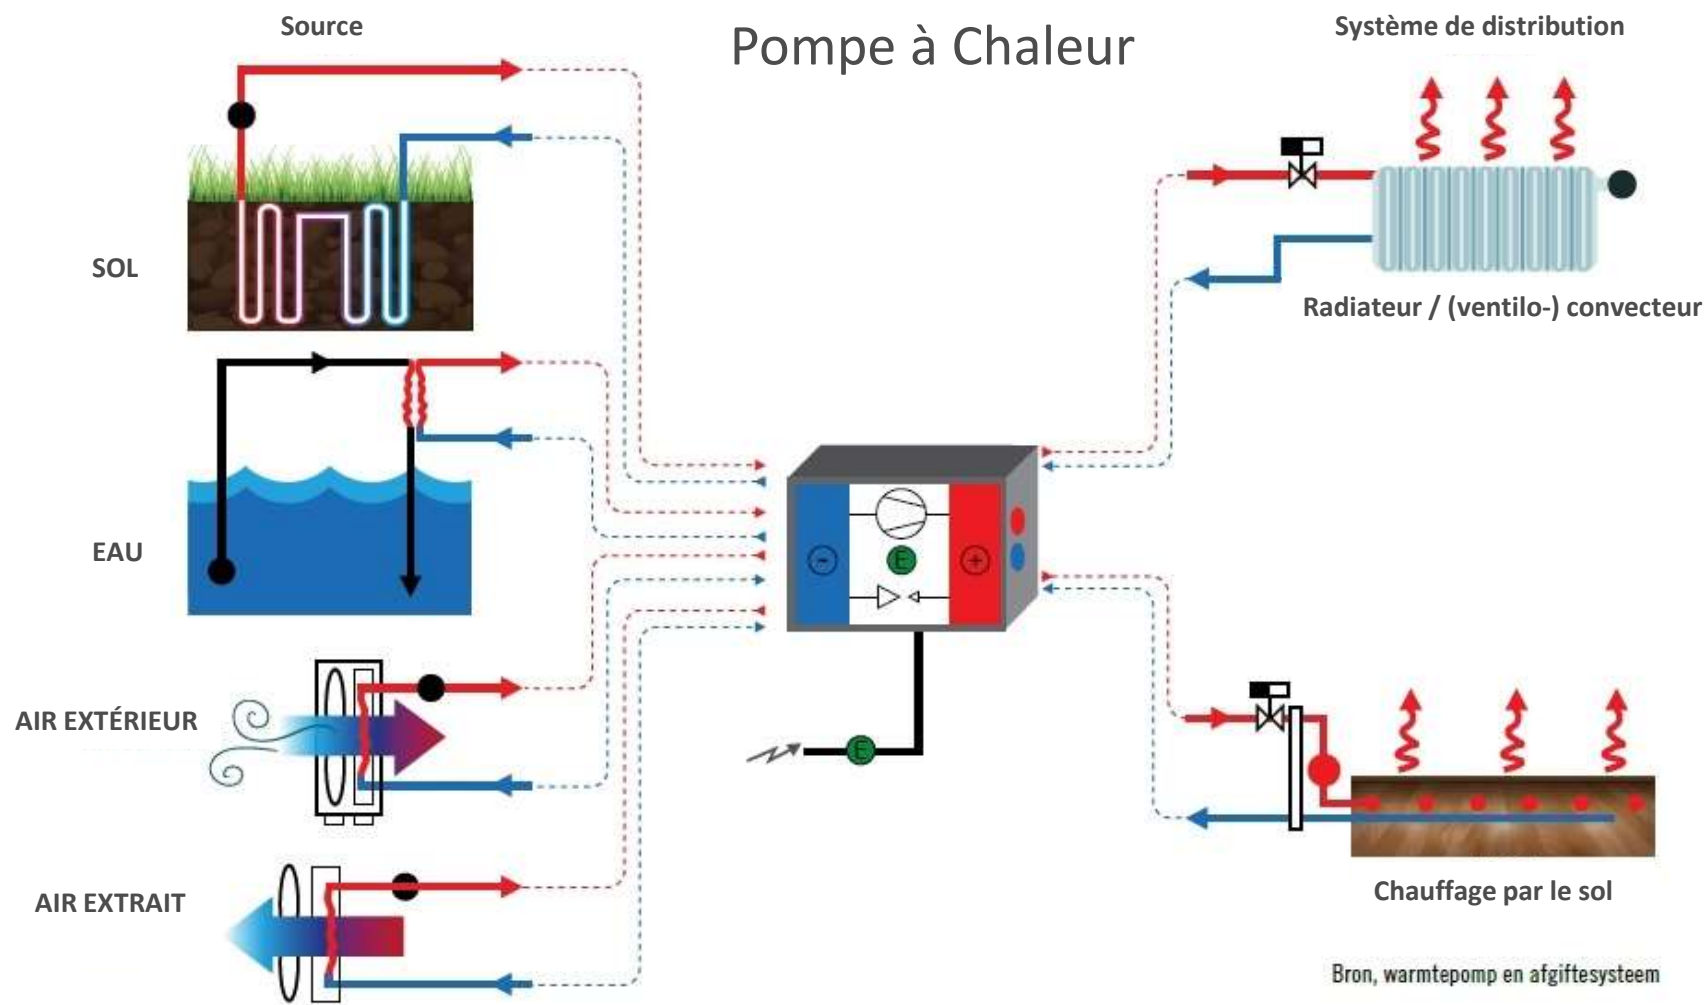 Source
Pompe à Chaleur
Système de distribution
SOL
Radiateur / (ventilo-) convecteur
EAU
-
E
+
AIR EXTÉRIEUR
E
AIR EXTRAIT
Chauffage par le sol
Bron, warmtepomp en afgiftesysteem